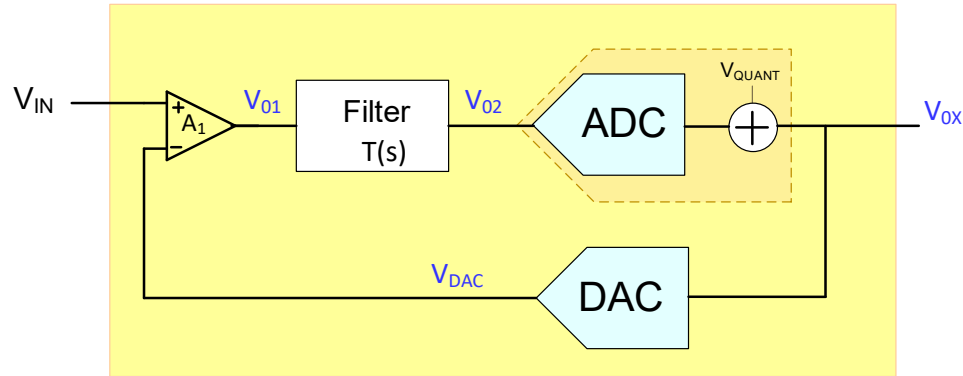 V_QUANT
V_IN
+
A_1
−
V_01
Filter
T(s)
V_02
ADC
+
V_0X
V_DAC
DAC